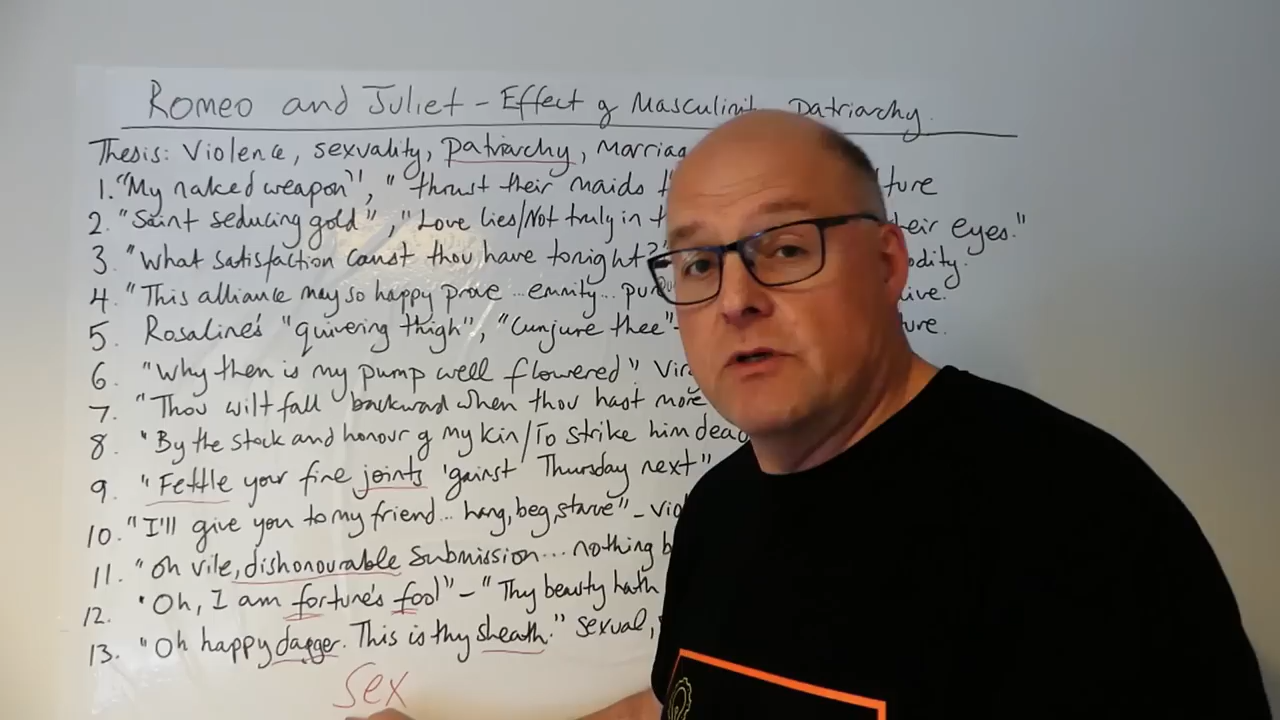 Romeo and Juliet - Effect of Masculinit Patriarchy.
Thesis: Violence, sexuality, patriarchy, marriag
1. "My naked weapon", "thrust their maids t ture
2. "Saint seducing gold", "Love lies/Not truly in t eir eyes."
3. "What satisfaction canst thou have tonight? odity.
4. "This alliance may so happy prove ... enmity... pur ive.
5. Rosaline's "quivering thigh", "Cunjure thee"- ture.
6. "Why then is my pump well flowered" Vir
7. "Thou wilt fall backward when thou hast more
8. "By the stock and honour of my kin/To strike him dead
9. "Fettle your fine joints 'gainst Thursday next"
10. "I'll give you to my friend... hang, beg, starve" - vio
11. "Oh vile, dishonourable submission... nothing b
12. "Oh, I am fortune's fool" - "Thy beauty hath
13. "Oh happy dagger. This is thy sheath." sexual,
sex